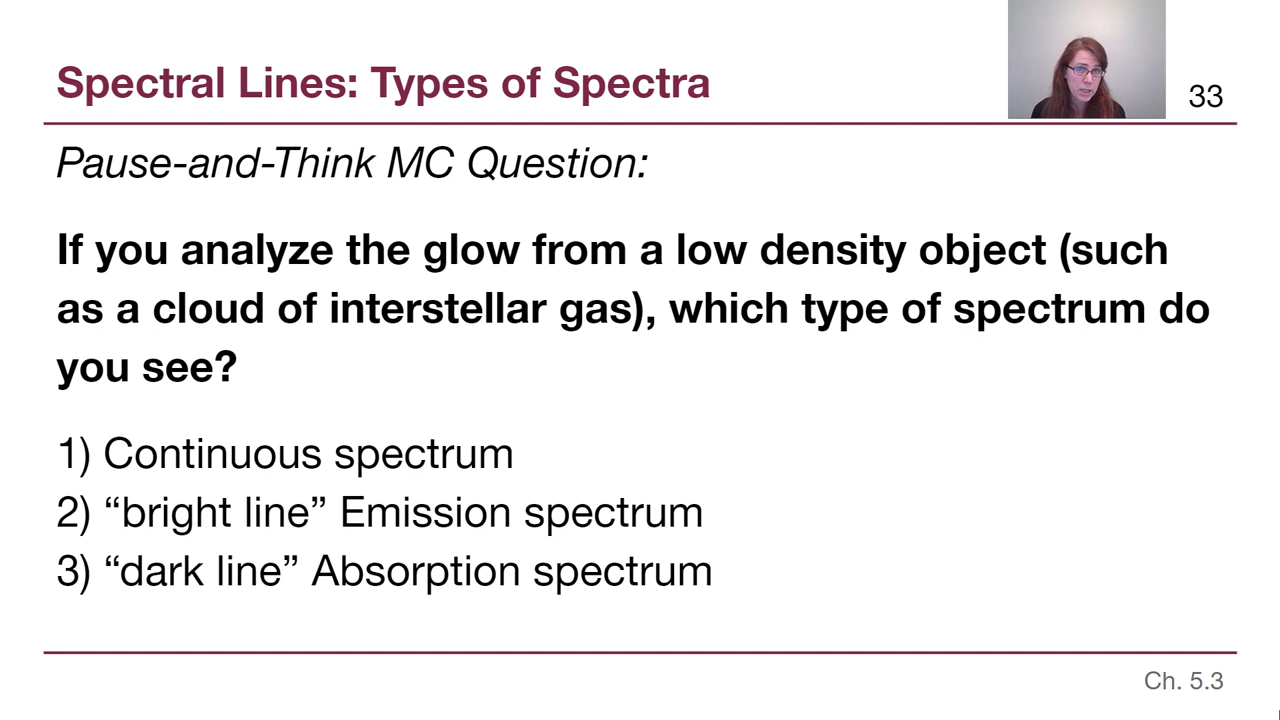 Spectral Lines: Types of Spectra
33
Pause-and-Think MC Question:
If you analyze the glow from a low density object (such
as a cloud of interstellar gas), which type of spectrum do
you see?
1) Continuous spectrum
2) “bright line” Emission spectrum
3) “dark line” Absorption spectrum
Ch. 5.3